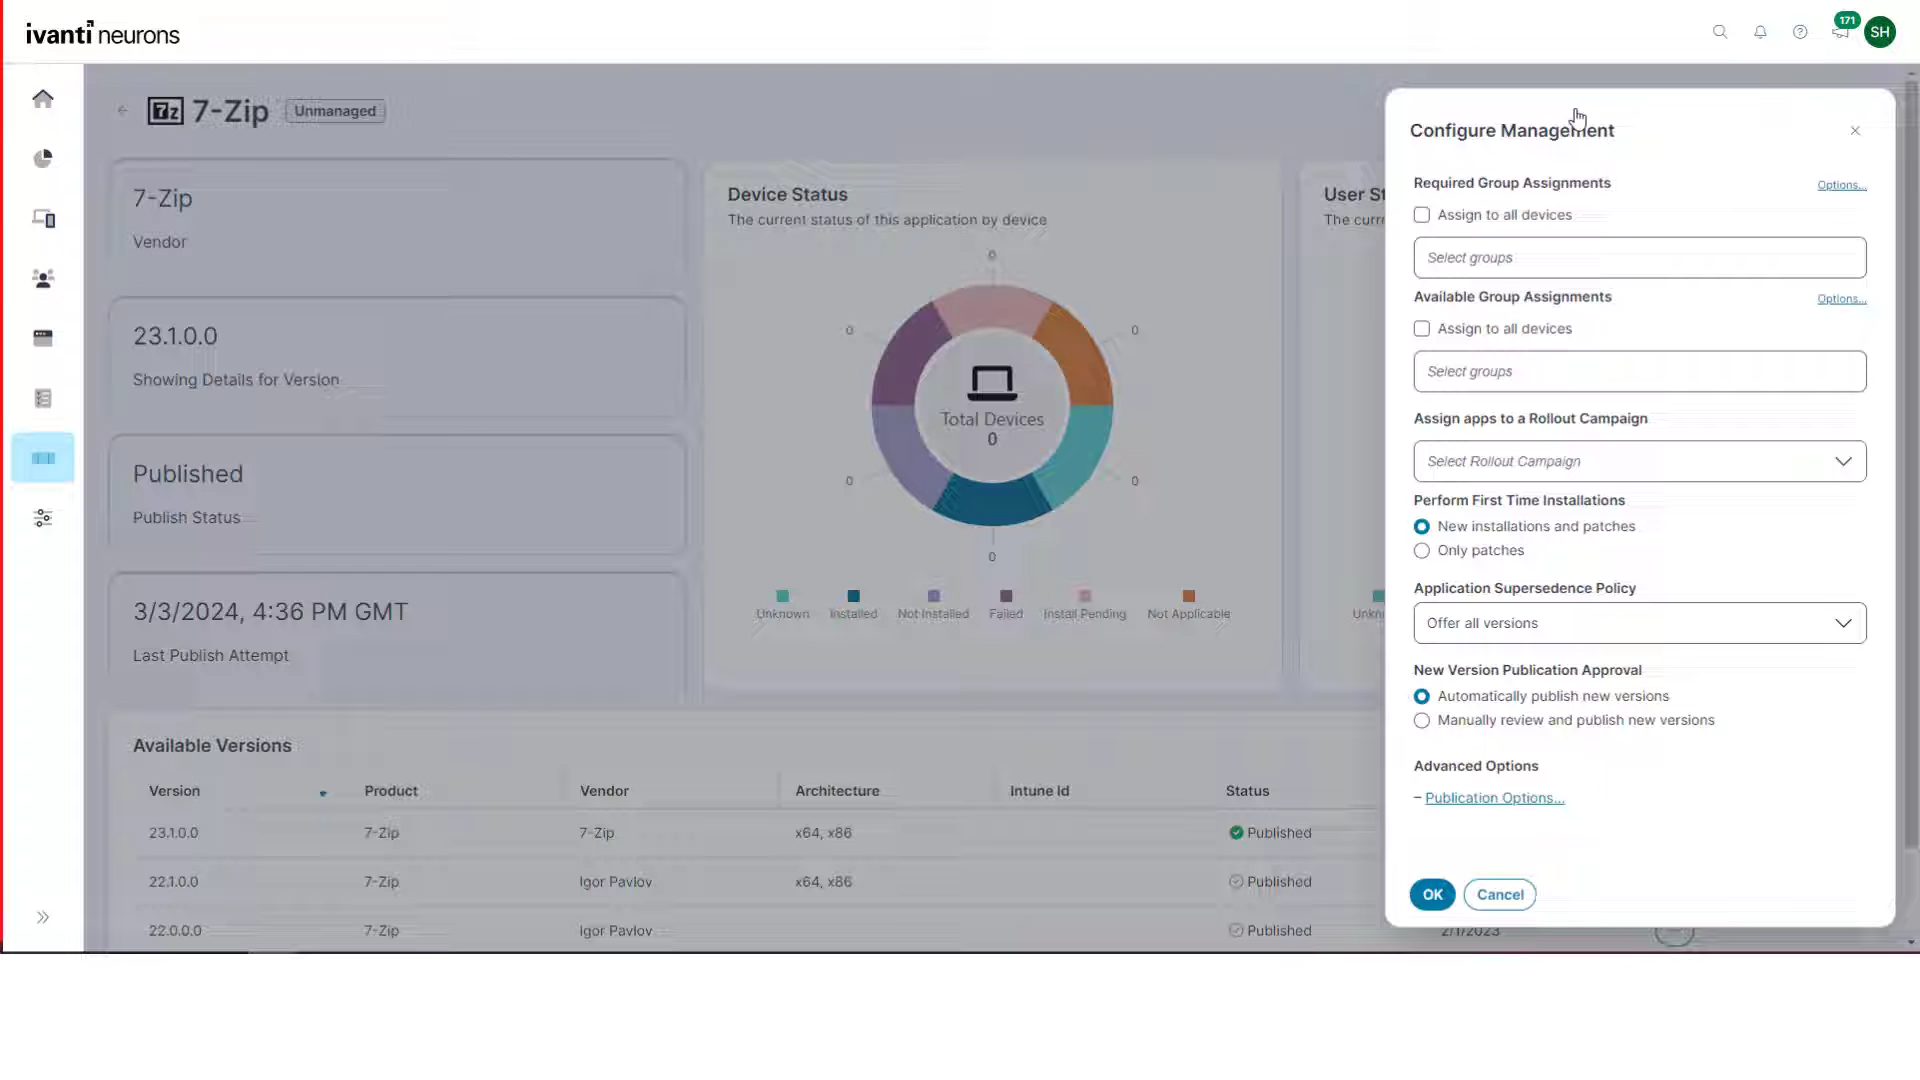 ivanti neurons
171
SH
7z 7-Zip Unmanaged
7-Zip
Vendor
23.1.0.0
Showing Details for Version
Published
Publish Status
3/3/2024, 4:36 PM GMT
Last Publish Attempt
Device Status
The current status of this application by device
0
0
0
0
0
0
Total Devices
0
Unknown
Installed
Not Installed
Failed
Install Pending
Not Applicable
User St
The curr
Unkn
Available Versions
Version Product Vendor Architecture Intune Id Status
23.1.0.0 7-Zip 7-Zip x64, x86 Published
22.1.0.0 7-Zip Igor Pavlov x64, x86 Published
22.0.0.0 7-Zip Igor Pavlov Published 2/1/2023
Configure Management
Required Group Assignments Options...
Assign to all devices
Select groups
Available Group Assignments Options...
Assign to all devices
Select groups
Assign apps to a Rollout Campaign
Select Rollout Campaign
Perform First Time Installations
New installations and patches
Only patches
Application Supersedence Policy
Offer all versions
New Version Publication Approval
Automatically publish new versions
Manually review and publish new versions
Advanced Options
– Publication Options...
OK Cancel